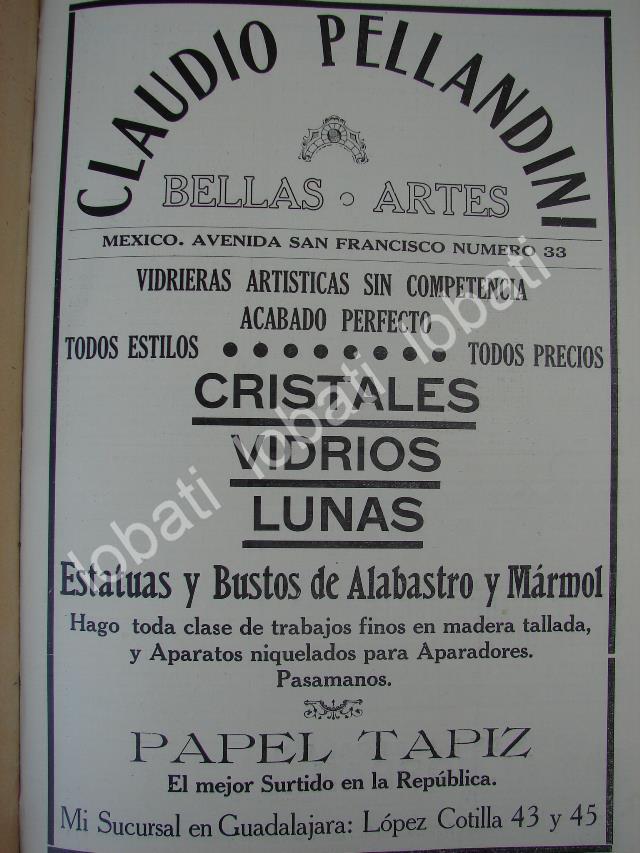 CLAUDIO PELLANDINI
BELLAS • ARTES
MEXICO. AVENIDA SAN FRANCISCO NUMERO 33
VIDRIERAS ARTISTICAS SIN COMPETENCIA
ACABADO PERFECTO
TODOS ESTILOS ● ● ● ● ● ● ● ● TODOS PRECIOS
CRISTALES
VIDRIOS
LUNAS
Estatuas y Bustos de Alabastro y Mármol
Hago toda clase de trabajos finos en madera tallada,
y Aparatos niquelados para Aparadores.
Pasamanos.
PAPEL TAPIZ
El mejor Surtido en la República.
Mi Sucursal en Guadalajara: López Cotilla 43 y 45
lobati lobati lobati lobati